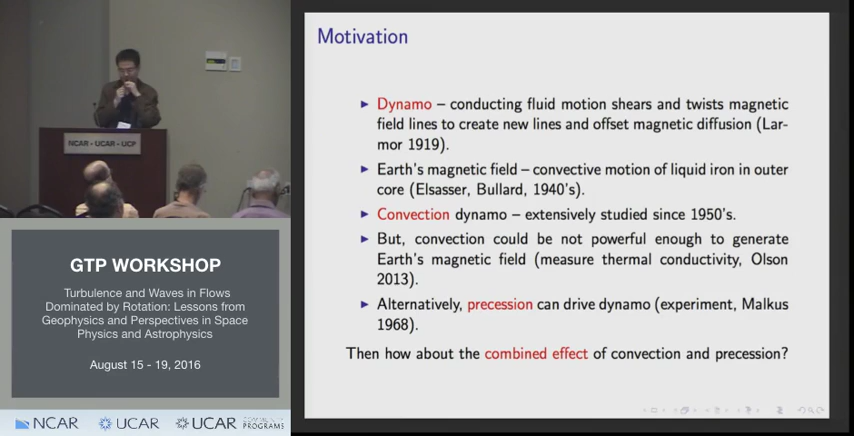 NCAR - UCAR - UCP
GTP WORKSHOP
Turbulence and Waves in Flows
Dominated by Rotation: Lessons from
Geophysics and Perspectives in Space
Physics and Astrophysics
August 15 - 19, 2016
NCAR
UCAR
UCAR
PROGRAMS
Motivation
Dynamo – conducting fluid motion shears and twists magnetic
field lines to create new lines and offset magnetic diffusion (Lar-
mor 1919).
Earth's magnetic field – convective motion of liquid iron in outer
core (Elsasser, Bullard, 1940's).
Convection dynamo – extensively studied since 1950's.
But, convection could be not powerful enough to generate
Earth's magnetic field (measure thermal conductivity, Olson
2013).
Alternatively, precession can drive dynamo (experiment, Malkus
1968).
Then how about the combined effect of convection and precession?